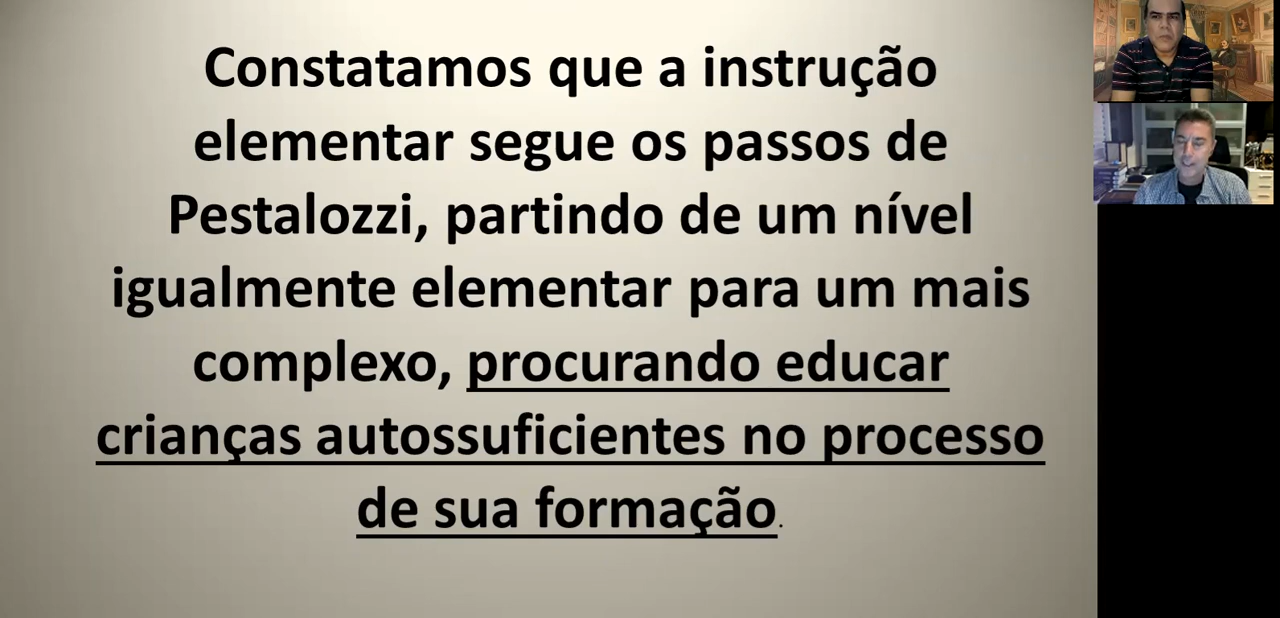 Constatamos que a instrução
elementar segue os passos de
Pestalozzi, partindo de um nível
igualmente elementar para um mais
complexo, procurando educar
crianças autossuficientes no processo
de sua formação.